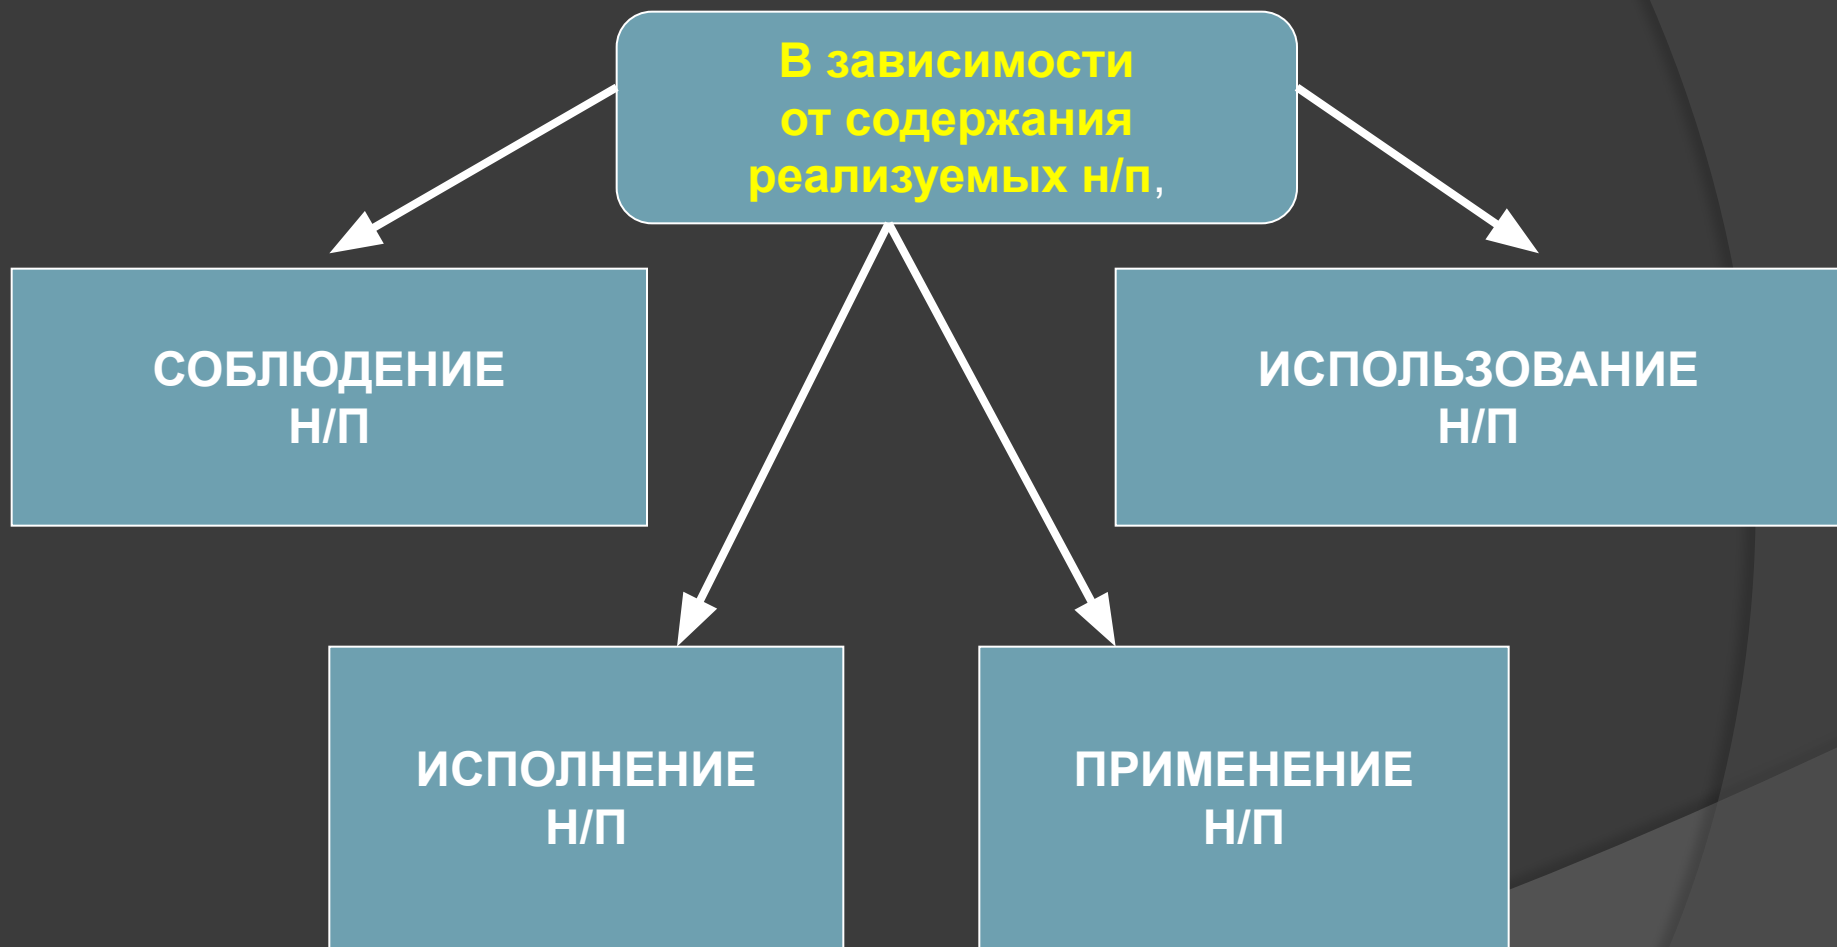 В зависимости
от содержания
реализуемых н/п,
СОБЛЮДЕНИЕ
Н/П
ИСПОЛЬЗОВАНИЕ
Н/П
ИСПОЛНЕНИЕ
Н/П
ПРИМЕНЕНИЕ
Н/П